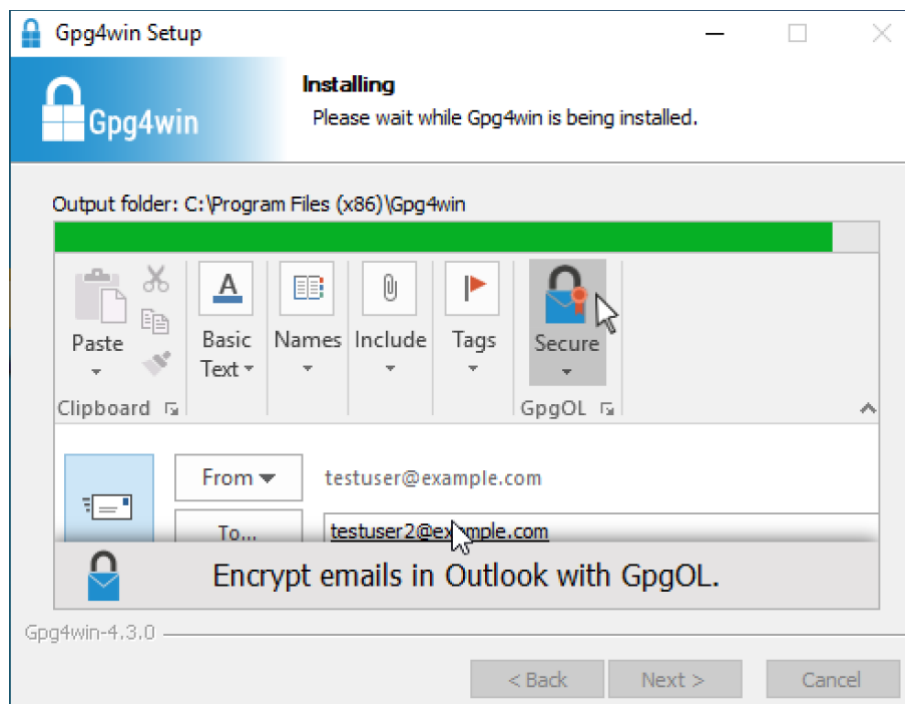 Gpg4win Setup
Gpg4win
Installing
Please wait while Gpg4win is being installed.
Output folder: C:\Program Files (x86)\Gpg4win
Paste
Clipboard
A
Basic
Text
Names
Include
Tags
Secure
GpgOL
From
testuser@example.com
To...
testuser2@example.com
Encrypt emails in Outlook with GpgOL.
Gpg4win-4.3.0
< Back
Next >
Cancel